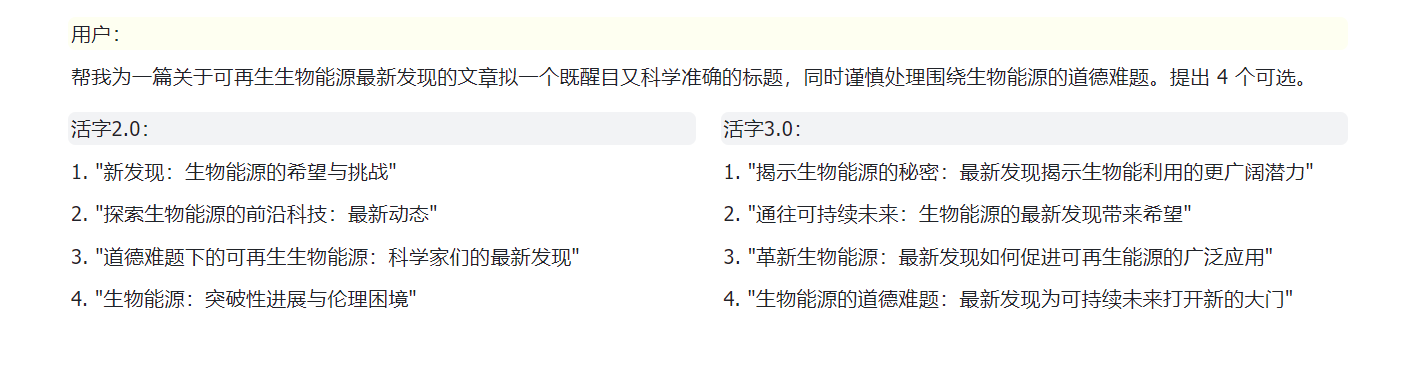 用户：
帮我为一篇关于可再生生物能源最新发现的文章拟一个既醒目又科学准确的标题，同时谨慎处理围绕生物能源的道德难题。提出 4 个可选。
活字2.0：
1. "新发现：生物能源的希望与挑战"
2. "探索生物能源的前沿科技：最新动态"
3. "道德难题下的可再生生物能源：科学家们的最新发现"
4. "生物能源：突破性进展与伦理困境"
活字3.0：
1. "揭示生物能源的秘密：最新发现揭示生物能利用的更广阔潜力"
2. "通往可持续未来：生物能源的最新发现带来希望"
3. "革新生物能源：最新发现如何促进可再生能源的广泛应用"
4. "生物能源的道德难题：最新发现为可持续未来打开新的大门"